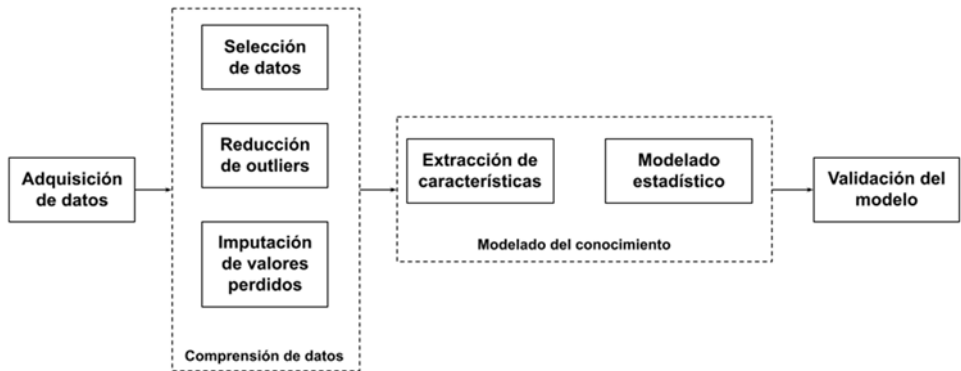 Adquisición
de datos
Selección
de datos
Reducción
de outliers
Imputación
de valores
perdidos
Comprensión de datos
Extracción de
características
Modelado
estadístico
Modelado del conocimiento
Validación del
modelo